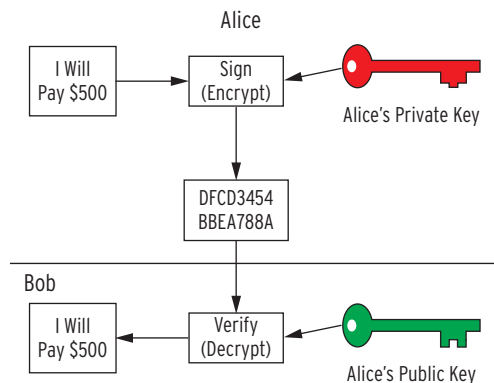 Alice
I Will
Pay $500
Sign
(Encrypt)
Alice's Private Key
DFCD3454
BBEA788A
Bob
I Will
Pay $500
Verify
(Decrypt)
Alice's Public Key